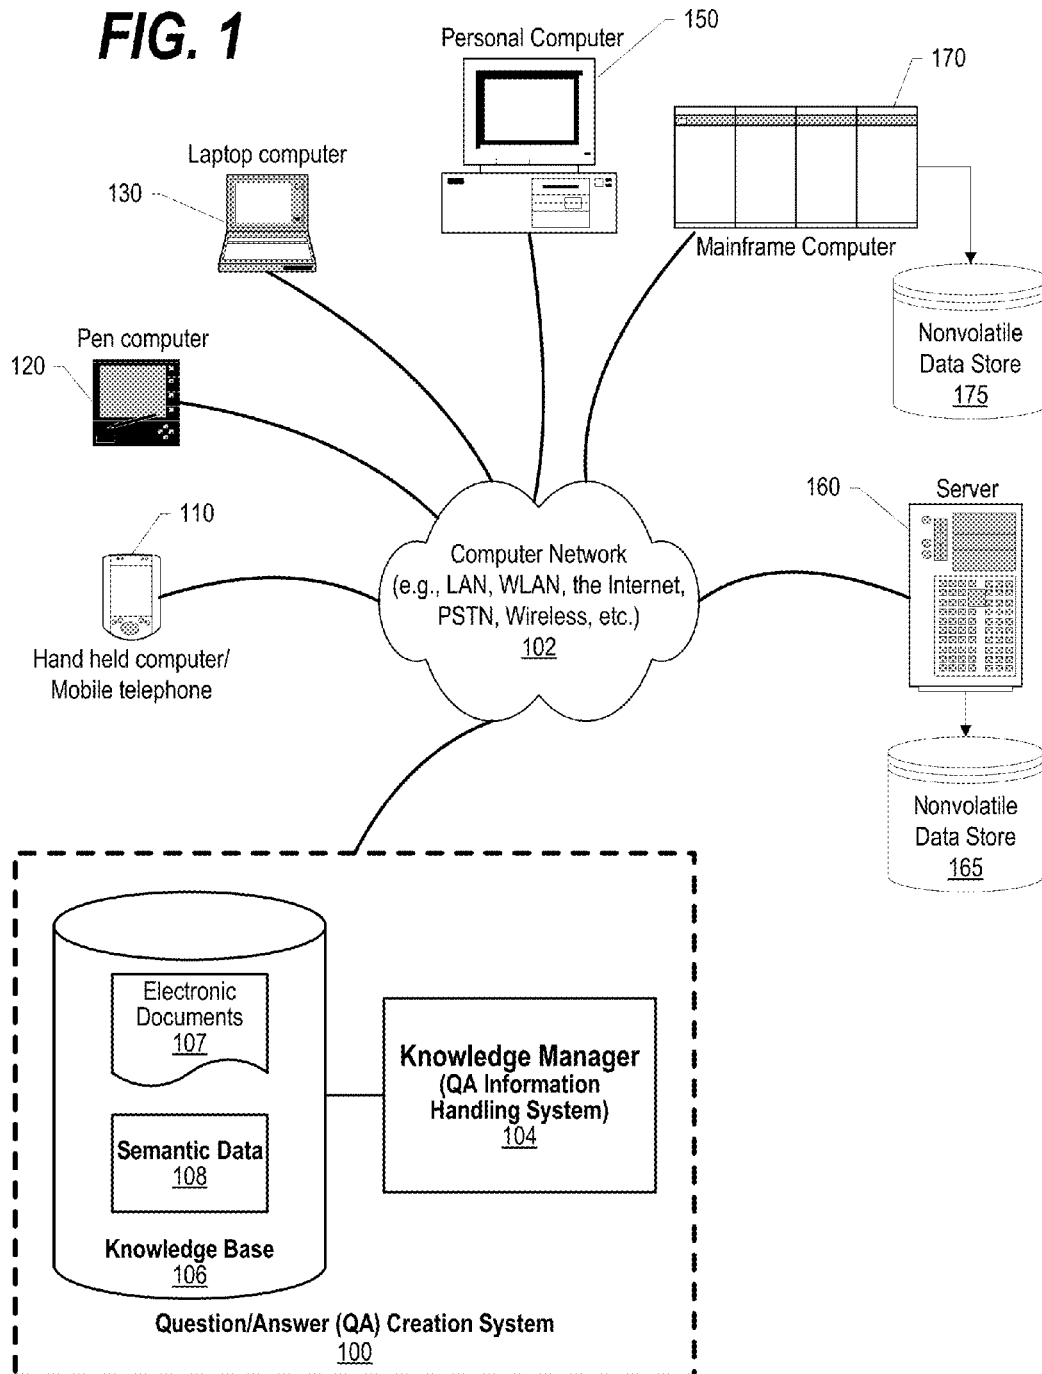 FIG. 1
150
Personal Computer
170
Laptop computer
130
Mainframe Computer
Pen computer
120
Nonvolatile
Data Store
175
110
160
Server
Computer Network
(e.g., LAN, WLAN, the Internet,
PSTN, Wireless, etc.)
102
Hand held computer/
Mobile telephone
Nonvolatile
Data Store
165
Electronic
Documents
107
Knowledge Manager
(QA Information
Handling System)
104
Semantic Data
108
Knowledge Base
106
Question/Answer (QA) Creation System
100